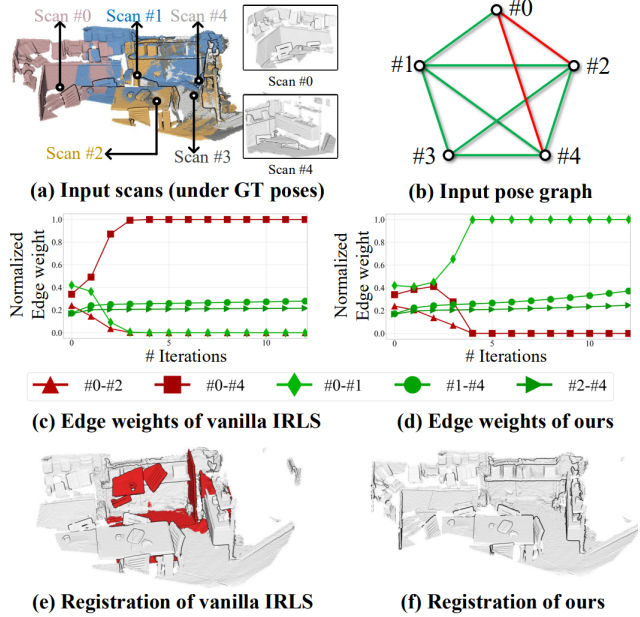 Scan #0 Scan #1 Scan #4
Scan #2
Scan #3
Scan #0
Scan #4
(a) Input scans (under GT poses)
#0
#1
#2
#3
#4
(b) Input pose graph
Normalized
Edge weight
1.0
0.8
0.6
0.4
0.2
0.0
0 5 10
# Iterations
Normalized
Edge weight
1.0
0.8
0.6
0.4
0.2
0.0
0 5 10
# Iterations
#0-#2 #0-#4 #0-#1 #1-#4 #2-#4
(c) Edge weights of vanilla IRLS
(d) Edge weights of ours
(e) Registration of vanilla IRLS
(f) Registration of ours